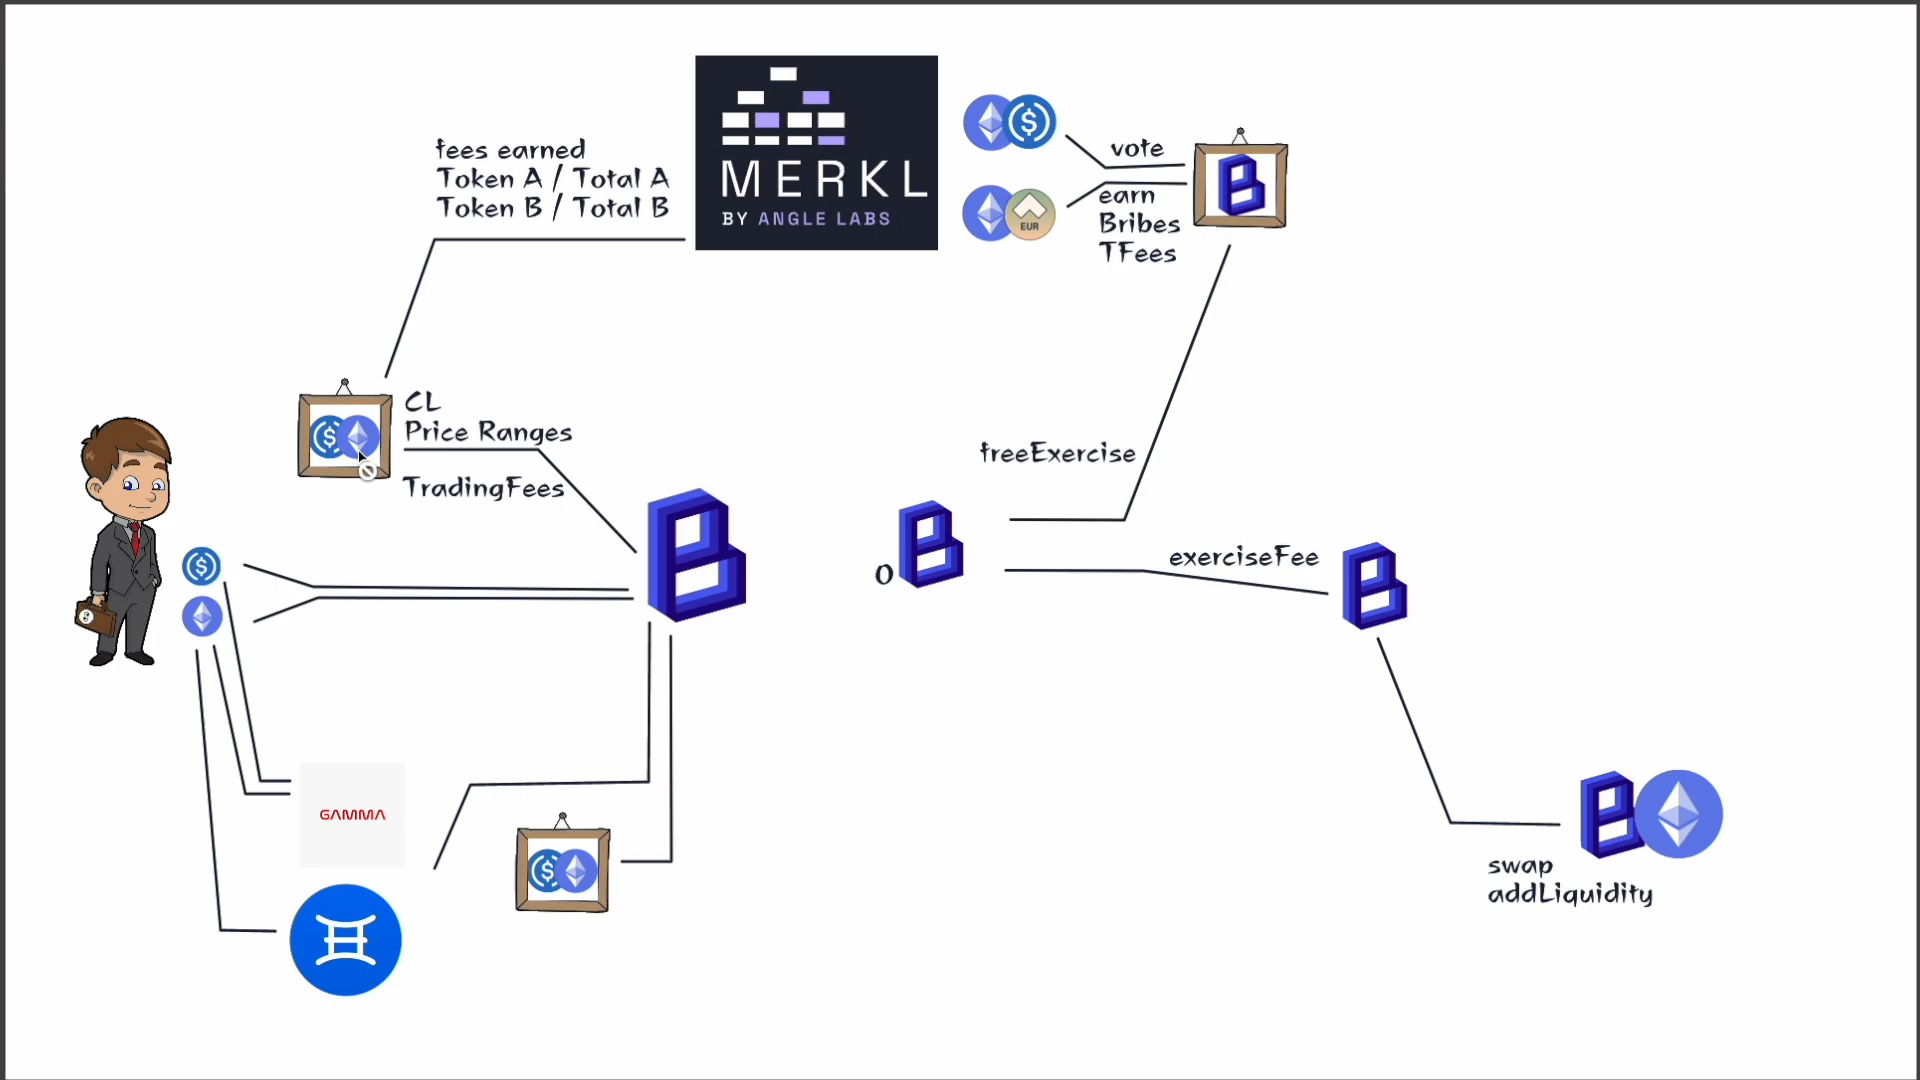 fees earned
Token A / Total A
Token B / Total B
MERKL
BY ANGLE LABS
vote
earn
Bribes
TFees
EUR
CL
Price Ranges
TradingFees
freeExercise
exerciseFee
o
GAMMA
swap
addLiquidity